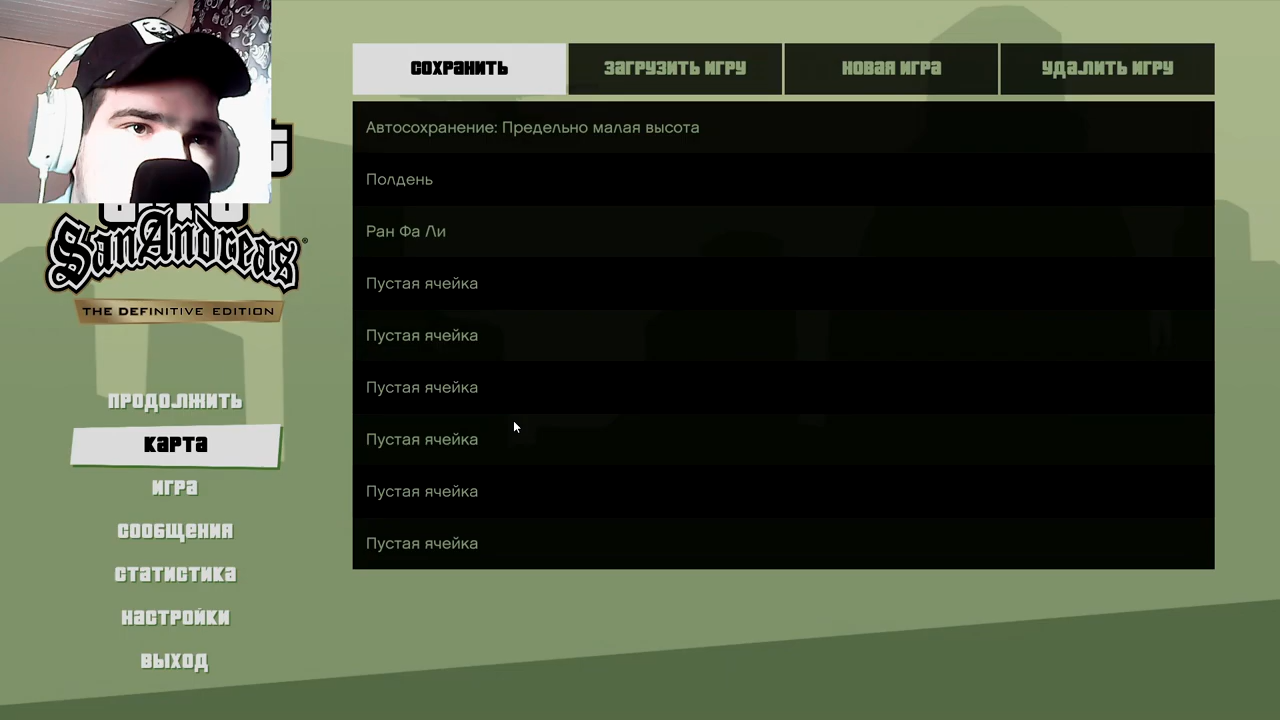 СОХРАНИТЬ
ЗАГРУЗИТЬ ИГРУ
НОВАЯ ИГРА
УДАЛИТЬ ИГРУ
Автосохранение: Предельно малая высота
Полдень
Ран Фа Ли
Пустая ячейка
Пустая ячейка
Пустая ячейка
Пустая ячейка
Пустая ячейка
Пустая ячейка
San Andreas
THE DEFINITIVE EDITION
ПРОДОЛЖИТЬ
КАРТА
ИГРА
СООБЩЕНИЯ
СТАТИСТИКА
НАСТРОЙКИ
ВЫХОД